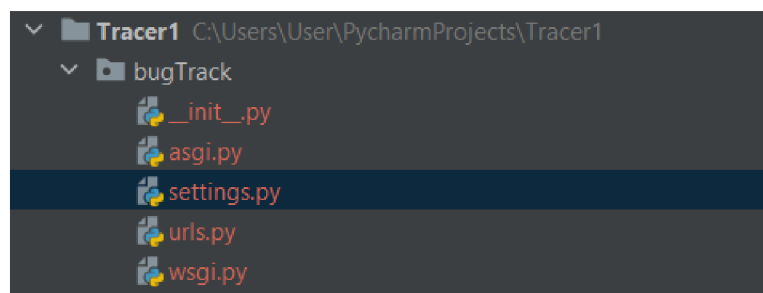 Tracer1 C:\Users\User\PycharmProjects\Tracer1
bugTrack
__init__.py
asgi.py
settings.py
urls.py
wsgi.py